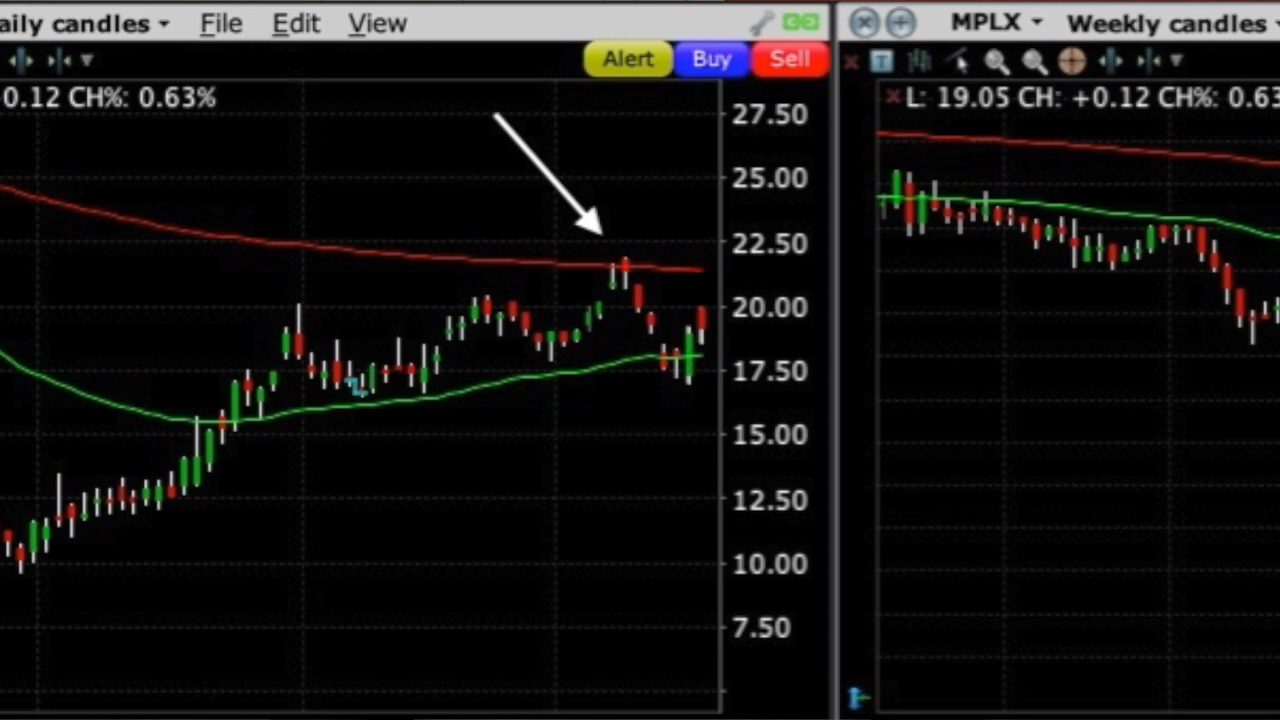 aily candles File Edit View
MPLX Weekly candles
Alert Buy Sell
T
0.12 CH%: 0.63%
L: 19.05 CH: +0.12 CH%: 0.63
27.50
25.00
22.50
20.00
17.50
15.00
12.50
10.00
7.50